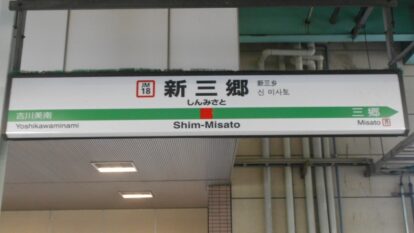 JM
18
新三郷
しんみさと
新三乡
신 미사토
吉川美南
Yoshikawaminami
Shim-Misato
三郷
Misato